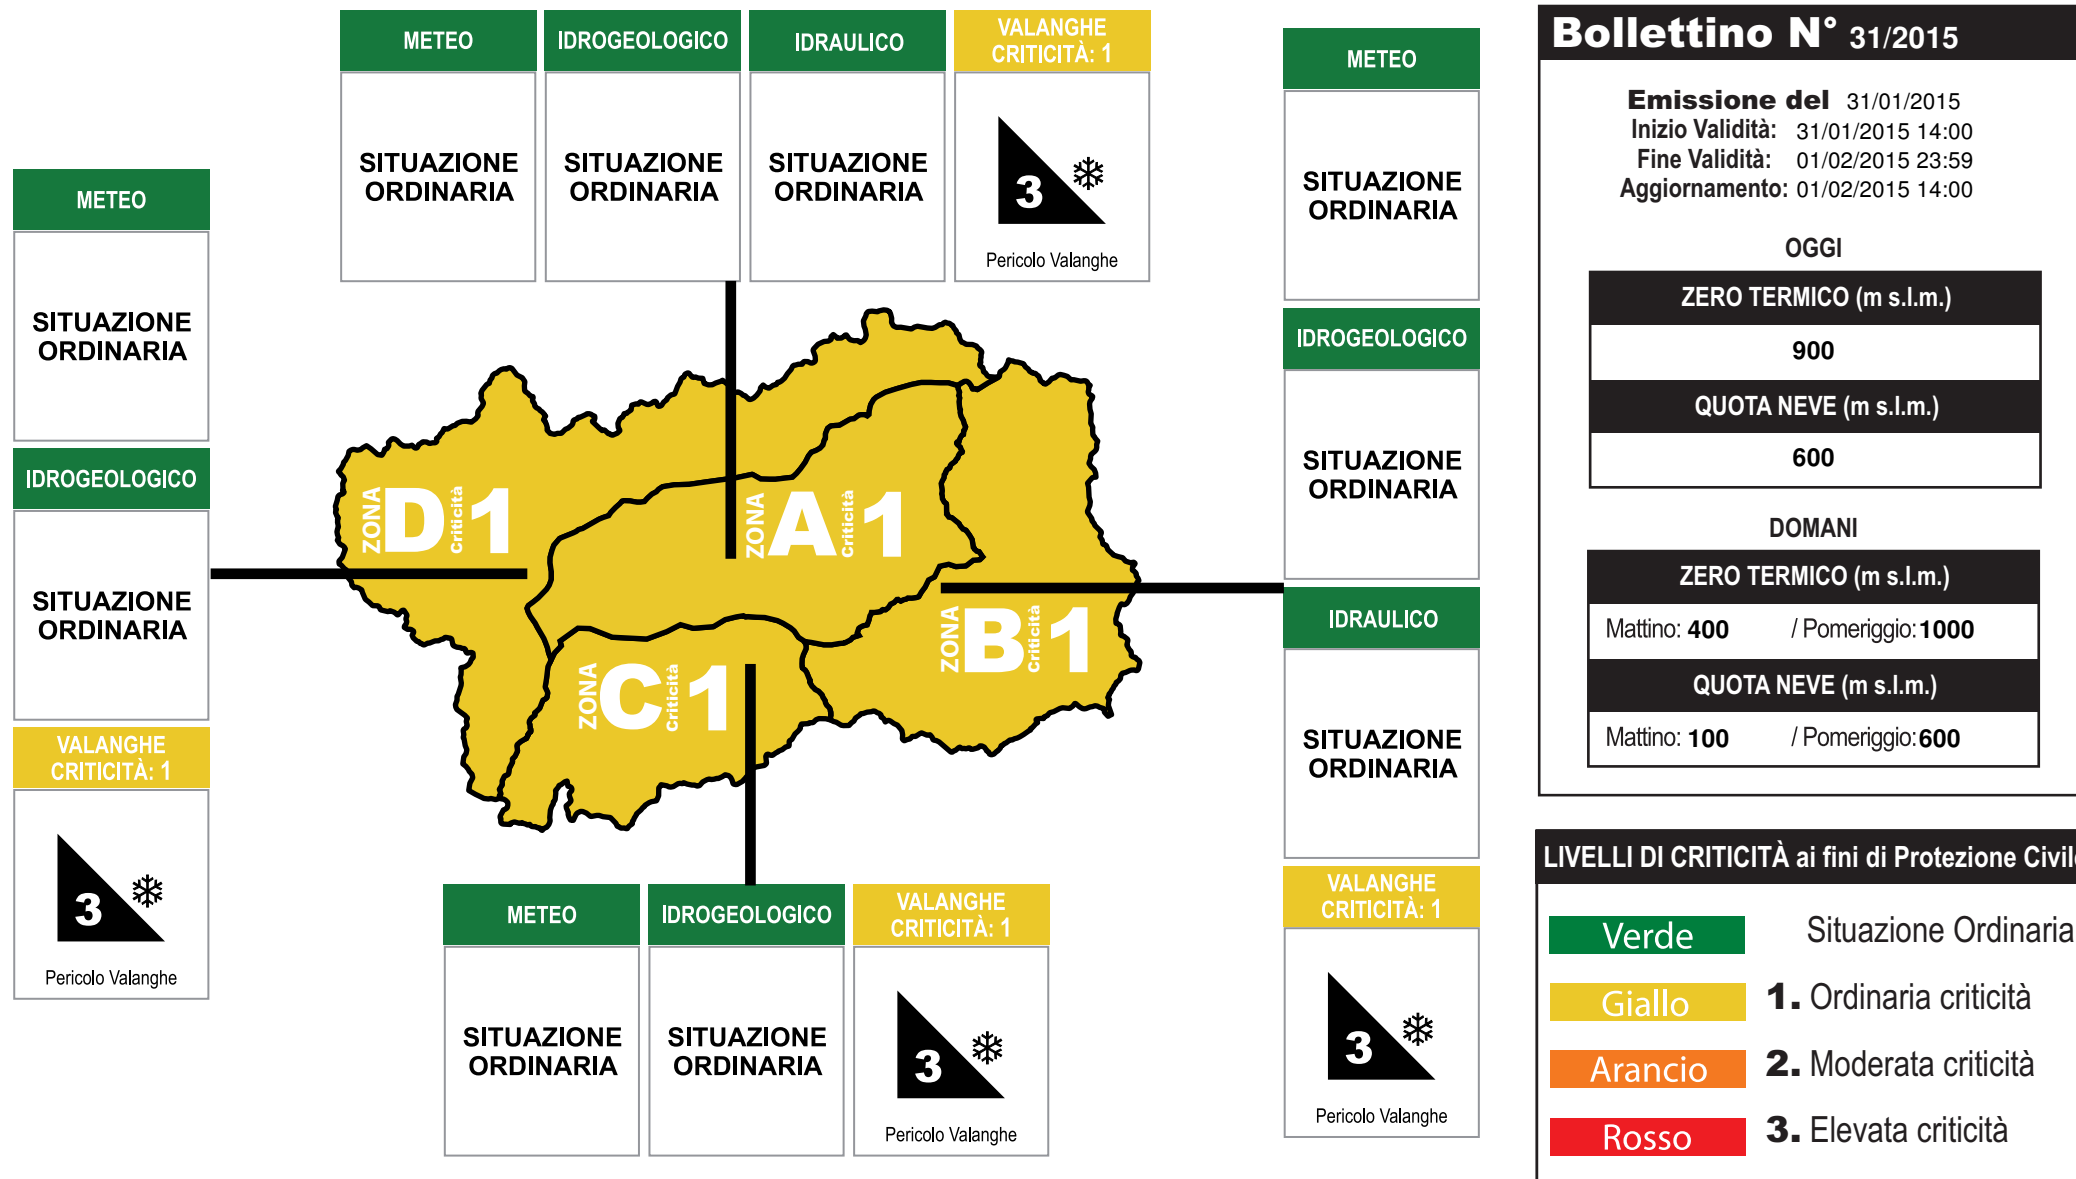 METEO
IDROGEOLOGICO
IDRAULICO
VALANGHE
CRITICITÀ: 1
SITUAZIONE
ORDINARIA
SITUAZIONE
ORDINARIA
SITUAZIONE
ORDINARIA
3
Pericolo Valanghe
METEO
SITUAZIONE
ORDINARIA
IDROGEOLOGICO
SITUAZIONE
ORDINARIA
VALANGHE
CRITICITÀ: 1
3
Pericolo Valanghe
ZONA D Criticità 1
ZONA A Criticità 1
ZONA B Criticità 1
ZONA C Criticità 1
METEO
IDROGEOLOGICO
VALANGHE
CRITICITÀ: 1
SITUAZIONE
ORDINARIA
SITUAZIONE
ORDINARIA
3
Pericolo Valanghe
METEO
SITUAZIONE
ORDINARIA
IDROGEOLOGICO
SITUAZIONE
ORDINARIA
IDRAULICO
SITUAZIONE
ORDINARIA
VALANGHE
CRITICITÀ: 1
3
Pericolo Valanghe
Bollettino N° 31/2015
Emissione del 31/01/2015
Inizio Validità: 31/01/2015 14:00
Fine Validità: 01/02/2015 23:59
Aggiornamento: 01/02/2015 14:00
OGGI
ZERO TERMICO (m s.l.m.)
900
QUOTA NEVE (m s.l.m.)
600
DOMANI
ZERO TERMICO (m s.l.m.)
Mattino: 400 / Pomeriggio: 1000
QUOTA NEVE (m s.l.m.)
Mattino: 100 / Pomeriggio: 600
LIVELLI DI CRITICITÀ ai fini di Protezione Civile
Verde Situazione Ordinaria
Giallo 1. Ordinaria criticità
Arancio 2. Moderata criticità
Rosso 3. Elevata criticità